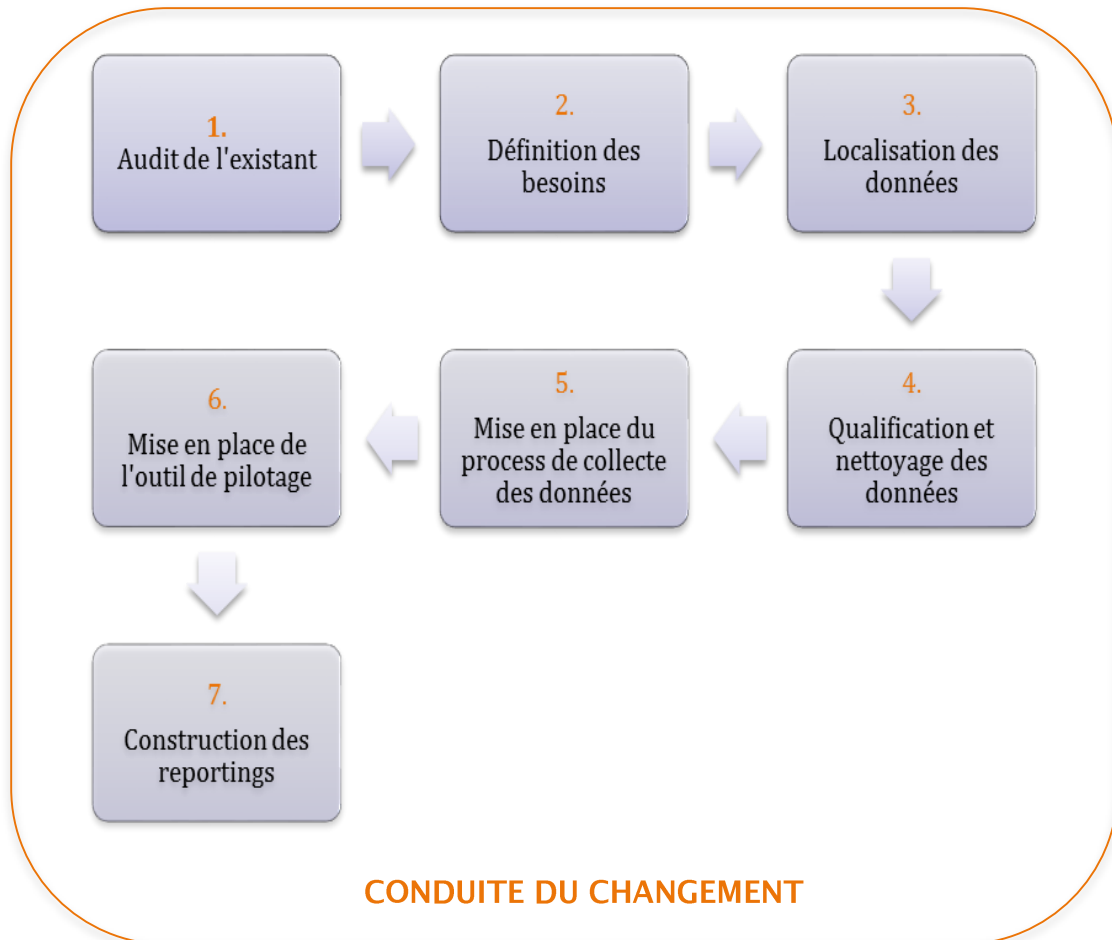 1.
Audit de l'existant
2.
Définition des
besoins
3.
Localisation des
données
4.
Qualification et
nettoyage des
données
5.
Mise en place du
process de collecte
des données
6.
Mise en place de
l'outil de pilotage
7.
Construction des
reportings
CONDUITE DU CHANGEMENT